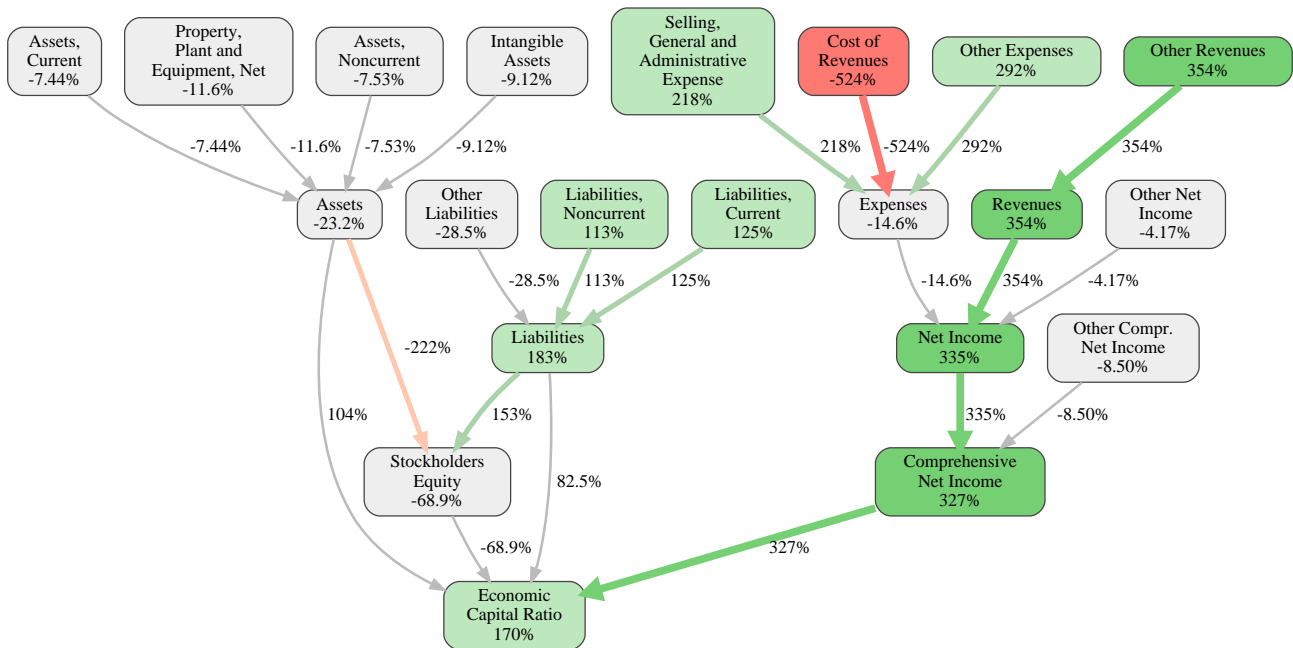 Assets,
Current
-7.44%
Property,
Plant and
Equipment, Net
-11.6%
Assets,
Noncurrent
-7.53%
Intangible
Assets
-9.12%
Selling,
General and
Administrative
Expense
218%
Cost of
Revenues
-524%
Other Expenses
292%
Other Revenues
354%
-7.44%
-11.6%
-7.53%
-9.12%
218%
-524%
292%
354%
Assets
-23.2%
Other
Liabilities
-28.5%
Liabilities,
Noncurrent
113%
Liabilities,
Current
125%
Expenses
-14.6%
Revenues
354%
Other Net
Income
-4.17%
-28.5%
113%
125%
-14.6%
354%
-4.17%
-222%
Liabilities
183%
Net Income
335%
Other Compr.
Net Income
-8.50%
104%
153%
335%
-8.50%
Stockholders
Equity
-68.9%
82.5%
Comprehensive
Net Income
327%
-68.9%
327%
Economic
Capital Ratio
170%